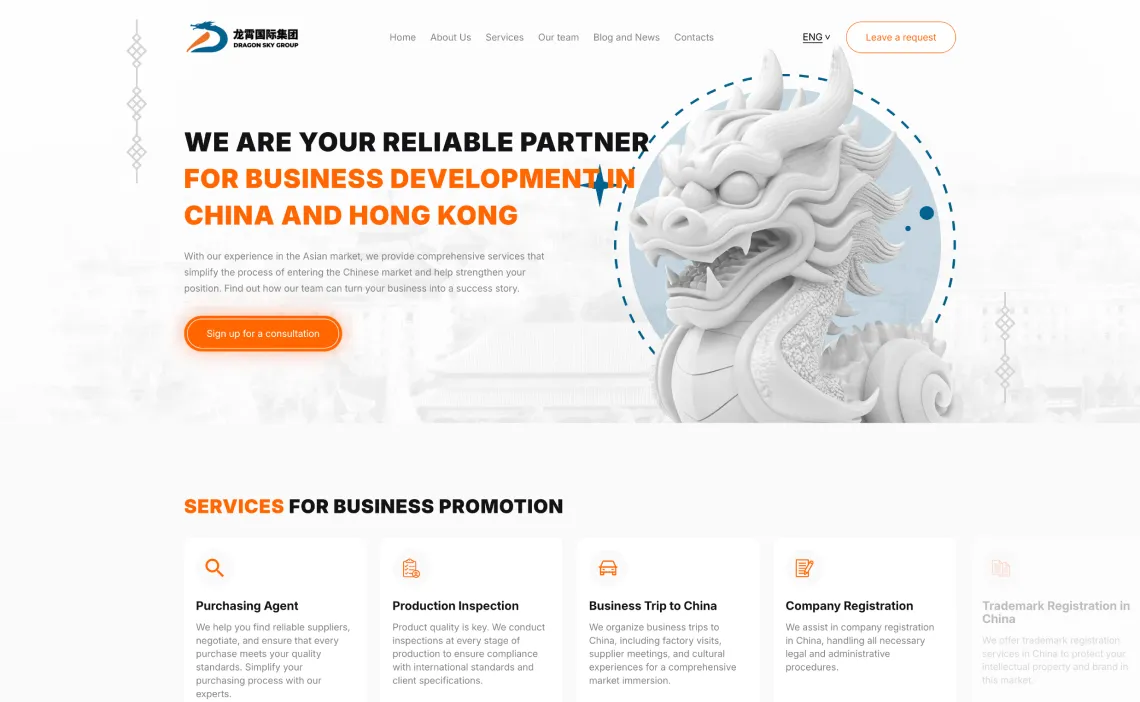 龙霄国际集团
DRAGON SKY GROUP
Home About Us Services Our team Blog and News Contacts
ENG
Leave a request
WE ARE YOUR RELIABLE PARTNER
FOR BUSINESS DEVELOPMENT IN
CHINA AND HONG KONG
With our experience in the Asian market, we provide comprehensive services that
simplify the process of entering the Chinese market and help strengthen your
position. Find out how our team can turn your business into a success story.
Sign up for a consultation
SERVICES FOR BUSINESS PROMOTION
Purchasing Agent
We help you find reliable suppliers,
negotiate, and ensure that every
purchase meets your quality
standards. Simplify your
purchasing process with our
experts.
Production Inspection
Product quality is key. We conduct
inspections at every stage of
production to ensure compliance
with international standards and
client specifications.
Business Trip to China
We organize business trips to
China, including factory visits,
supplier meetings, and cultural
experiences for a comprehensive
market immersion.
Company Registration
We assist in company registration
in China, handling all necessary
legal and administrative
procedures.
Trademark Registration in
China
We offer trademark registration
services in China to protect your
intellectual property and brand in
this market.